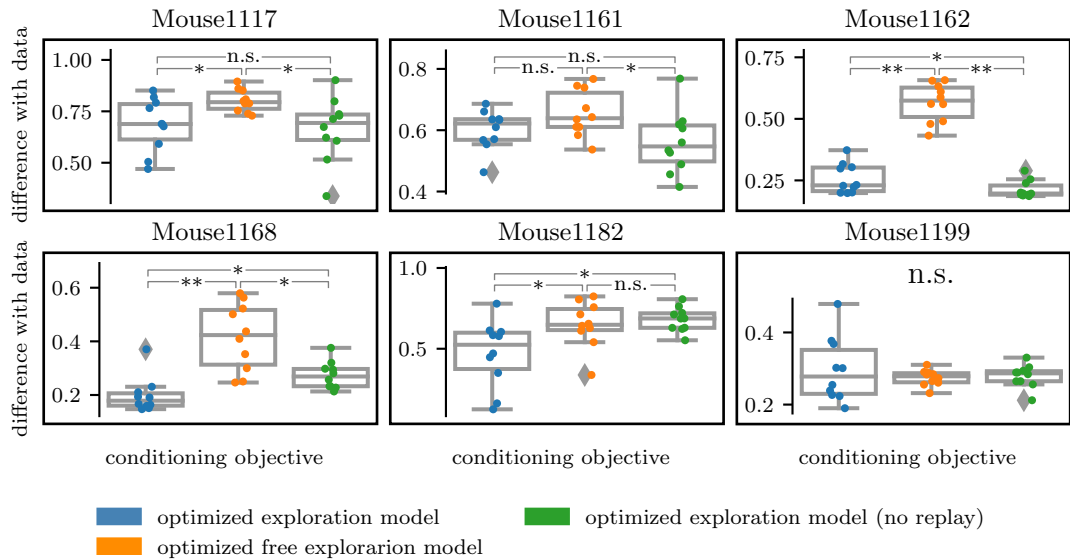 Mouse1117
Mouse1161
Mouse1162
difference with data
1.00
0.75
0.50
n.s.
* *
0.8
0.6
0.4
n.s.
n.s. *
0.75
0.50
0.25
*
** **
Mouse1168
Mouse1182
Mouse1199
difference with data
0.6
0.4
0.2
*
** *
1.0
0.5
*
* n.s.
n.s.
0.4
0.2
conditioning objective
conditioning objective
conditioning objective
optimized exploration model
optimized exploration model (no replay)
optimized free explorarion model